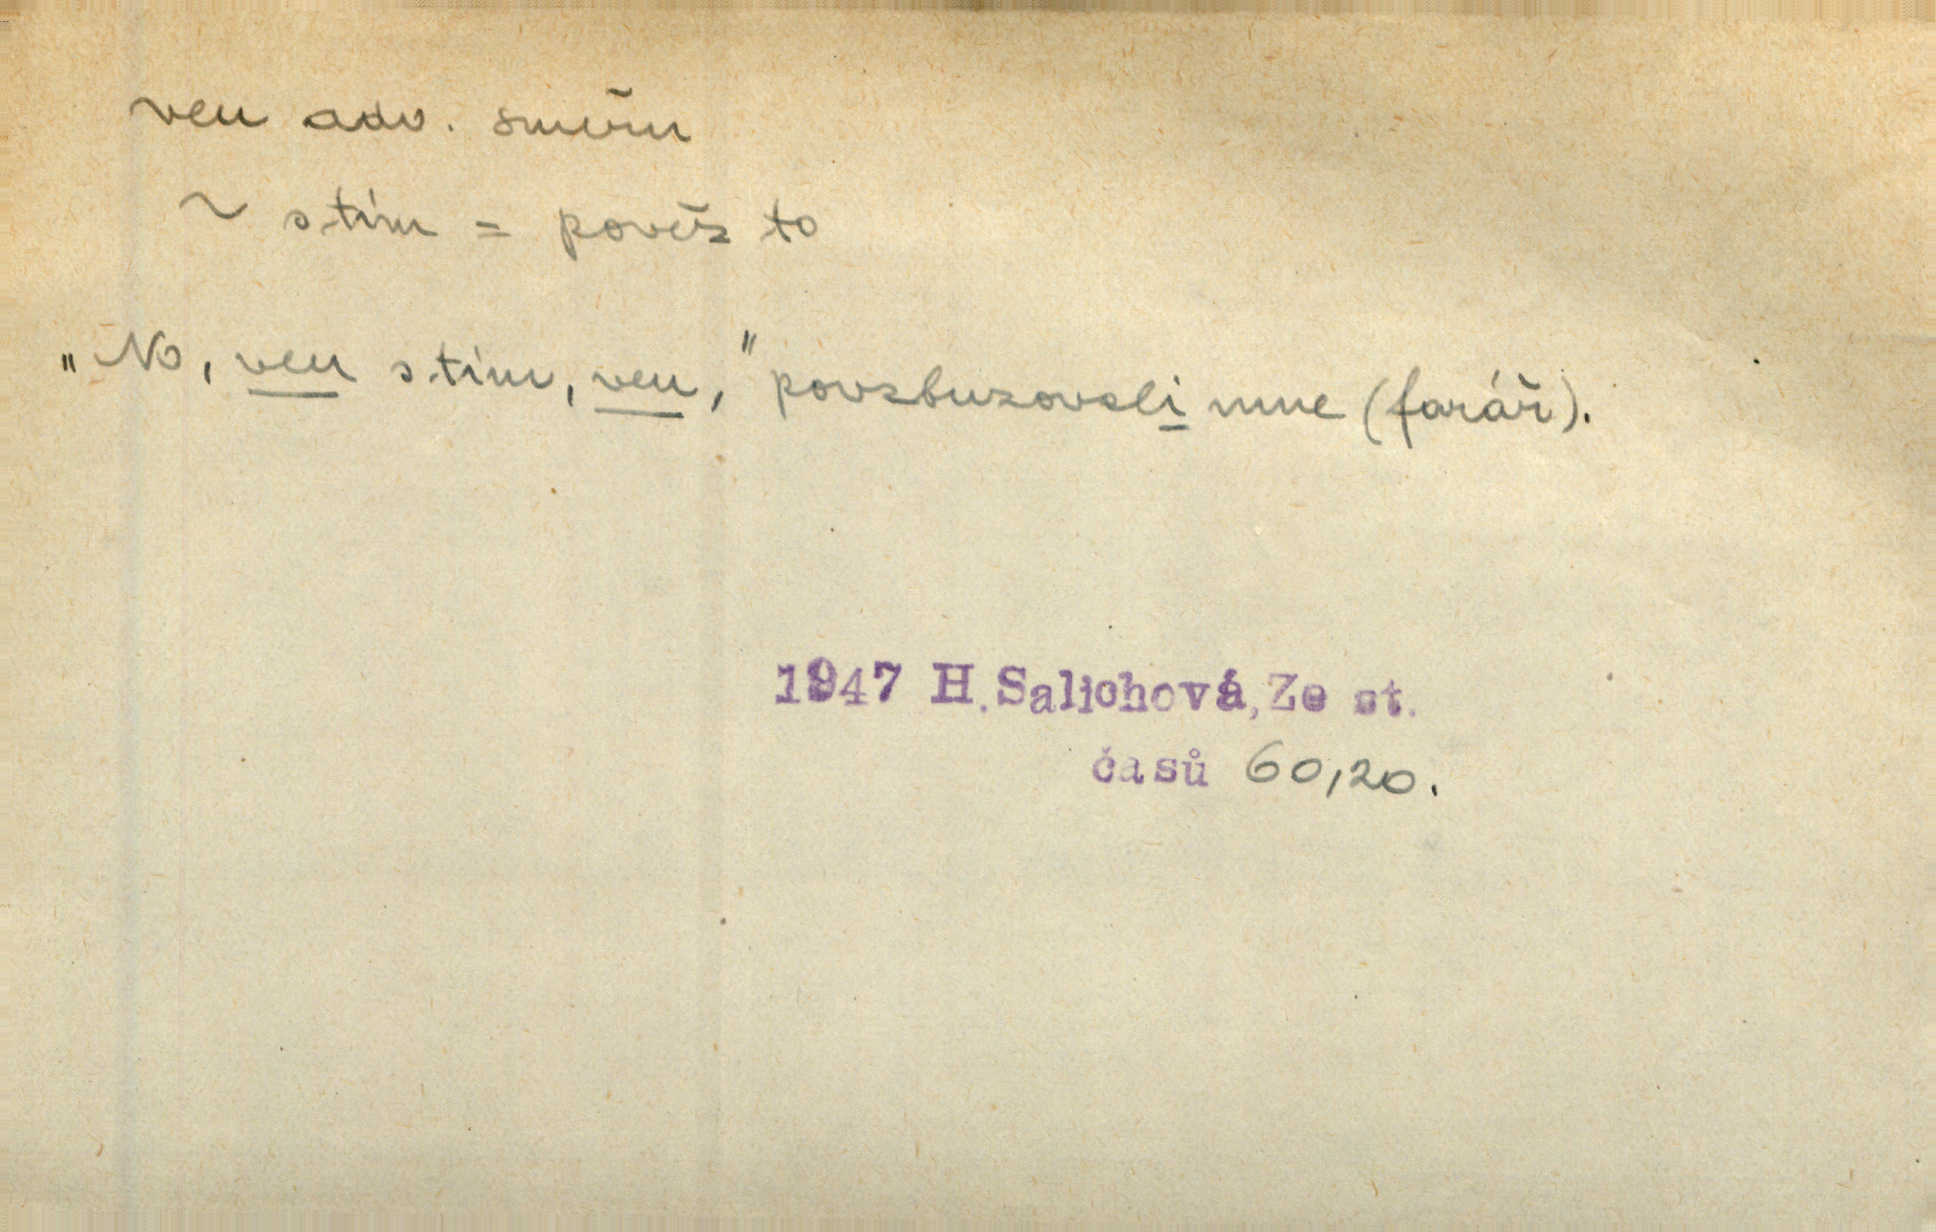 ven adv. směru
~ s tím = pověz to
„No, ven s tím, ven,“ povzbuzovali mne (farář).
1947 H.Salichová, Ze st.
časů 60,20.